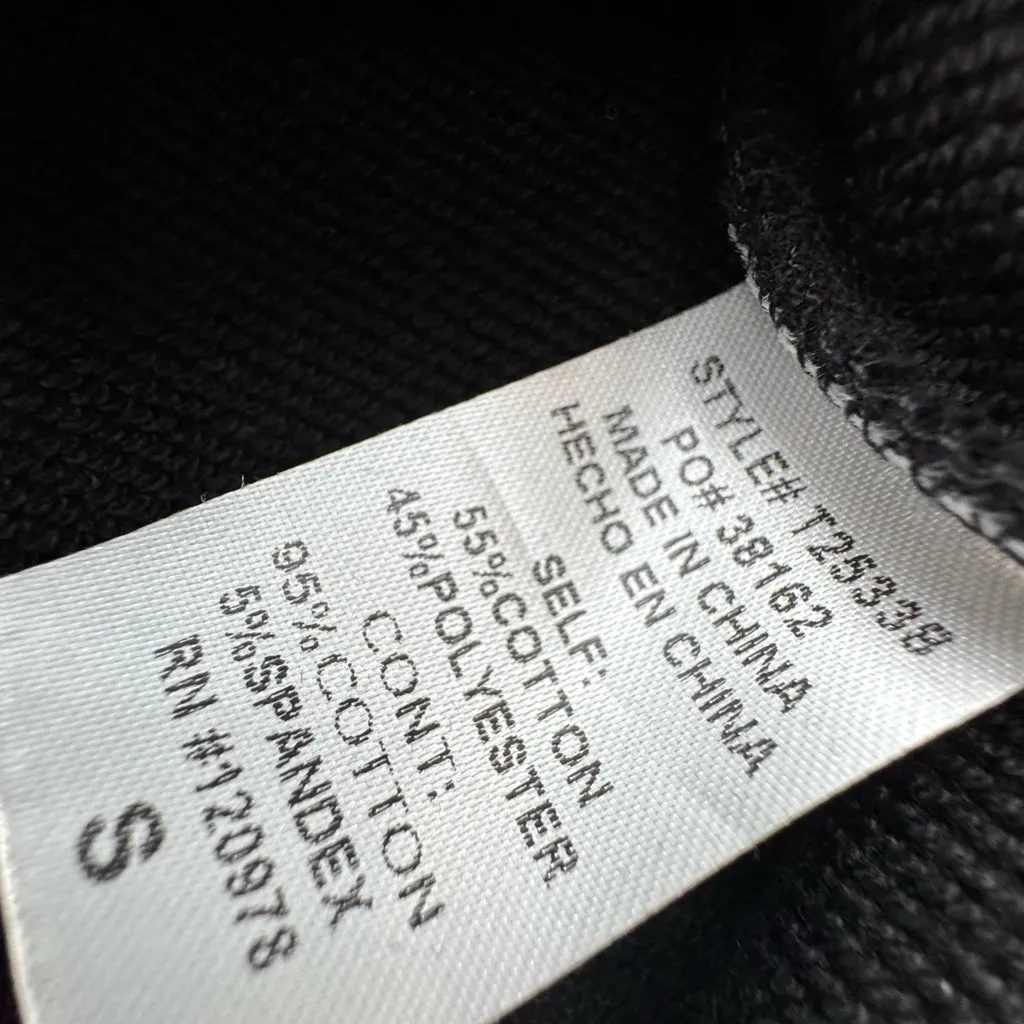 STYLE# T25338
PO# 38162
MADE IN CHINA
HECHO EN CHINA
SELF:
55%COTTON
45%POLYESTER
CONT:
95%COTTON
5%SPANDEX
RN #120978
S